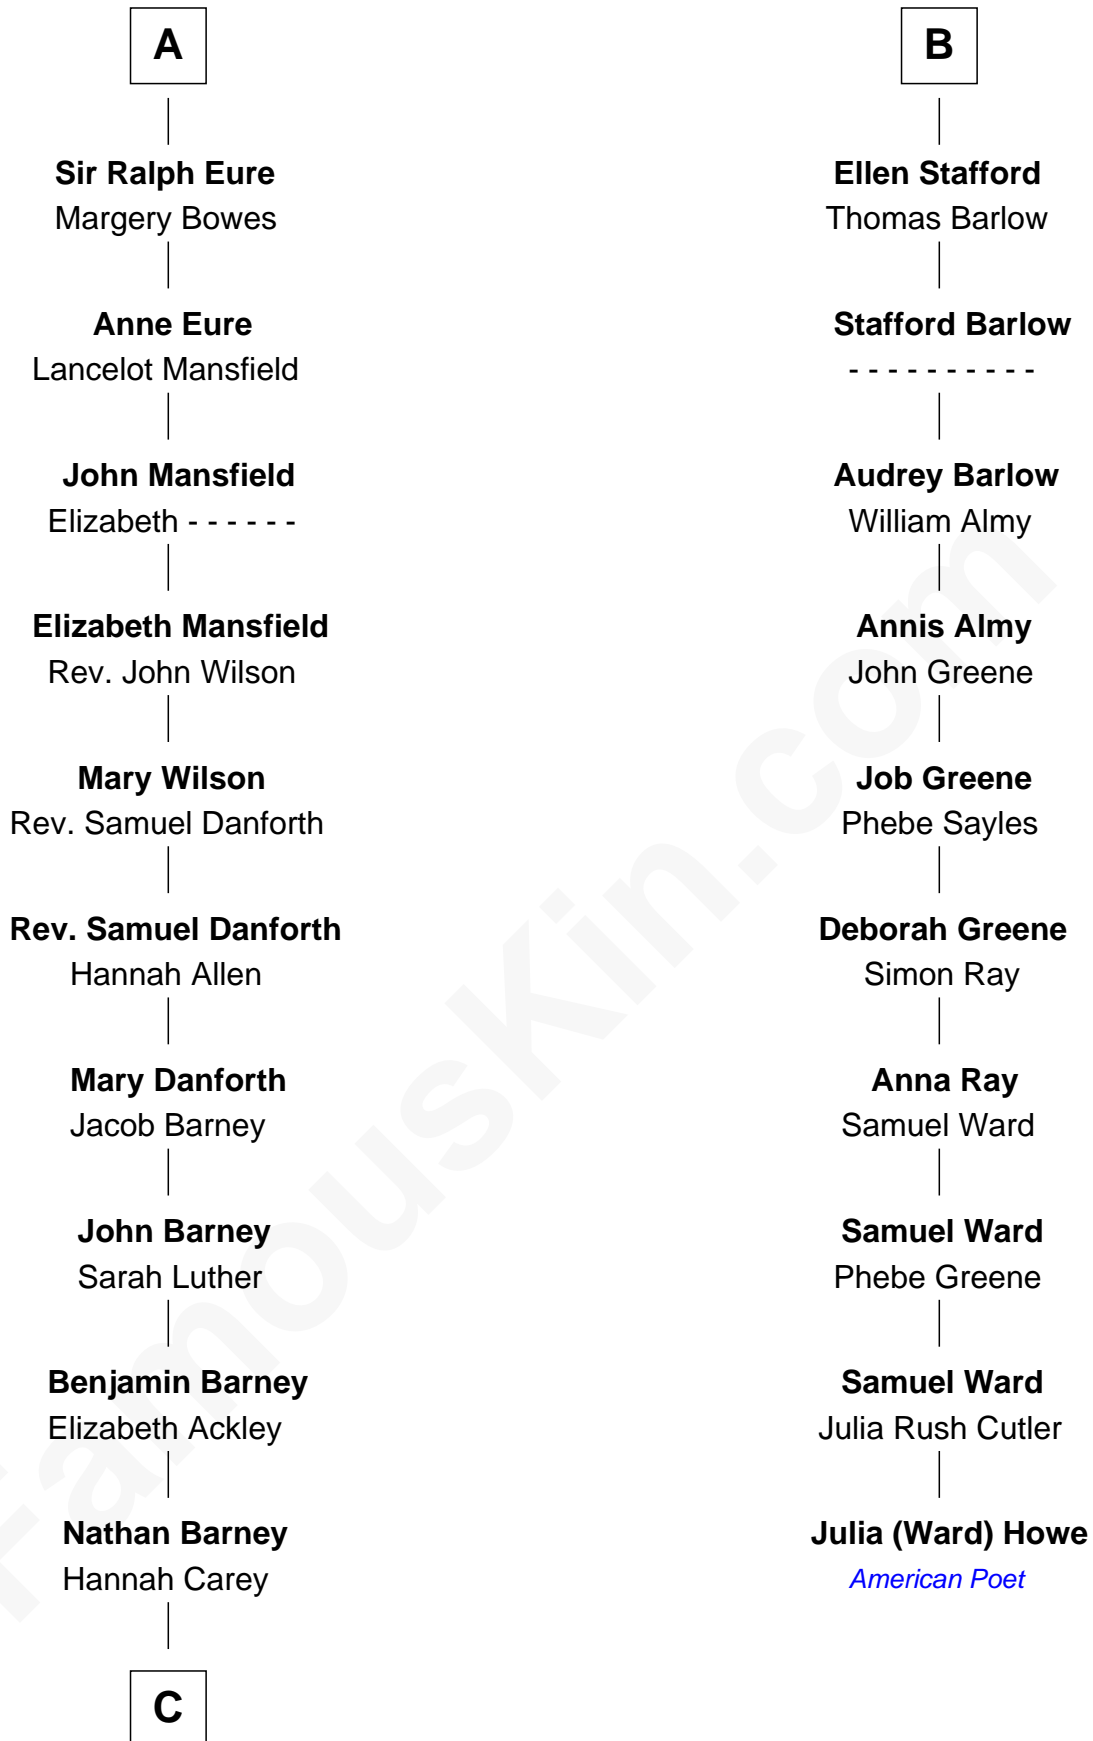 A
Sir Ralph Eure
Margery Bowes
Anne Eure
Lancelot Mansfield
John Mansfield
Elizabeth - - - - - -
Elizabeth Mansfield
Rev. John Wilson
Mary Wilson
Rev. Samuel Danforth
Rev. Samuel Danforth
Hannah Allen
Mary Danforth
Jacob Barney
John Barney
Sarah Luther
Benjamin Barney
Elizabeth Ackley
Nathan Barney
Hannah Carey
C
B
Ellen Stafford
Thomas Barlow
Stafford Barlow
- - - - - - - - - -
Audrey Barlow
William Almy
Annis Almy
John Greene
Job Greene
Phebe Sayles
Deborah Greene
Simon Ray
Anna Ray
Samuel Ward
Samuel Ward
Phebe Greene
Samuel Ward
Julia Rush Cutler
Julia (Ward) Howe
American Poet
FamousKin.com